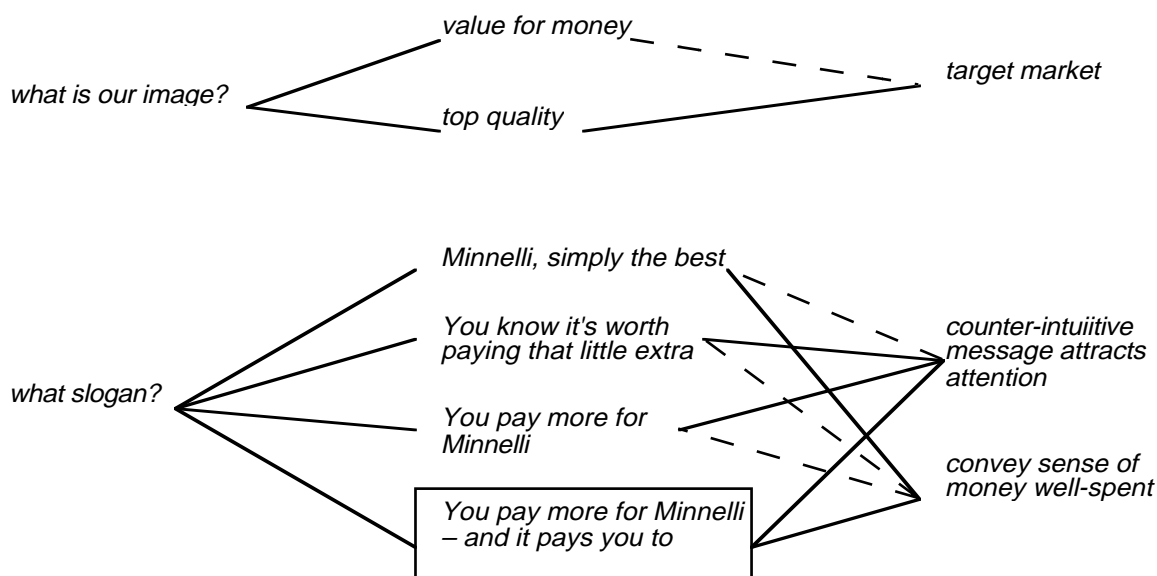 value for money
target market
what is our image?
top quality
Minnelli, simply the best
You know it's worth
paying that little extra
counter-intuiitive
message attracts
attention
what slogan?
You pay more for
Minnelli
convey sense of
money well-spent
You pay more for Minnelli
– and it pays you to